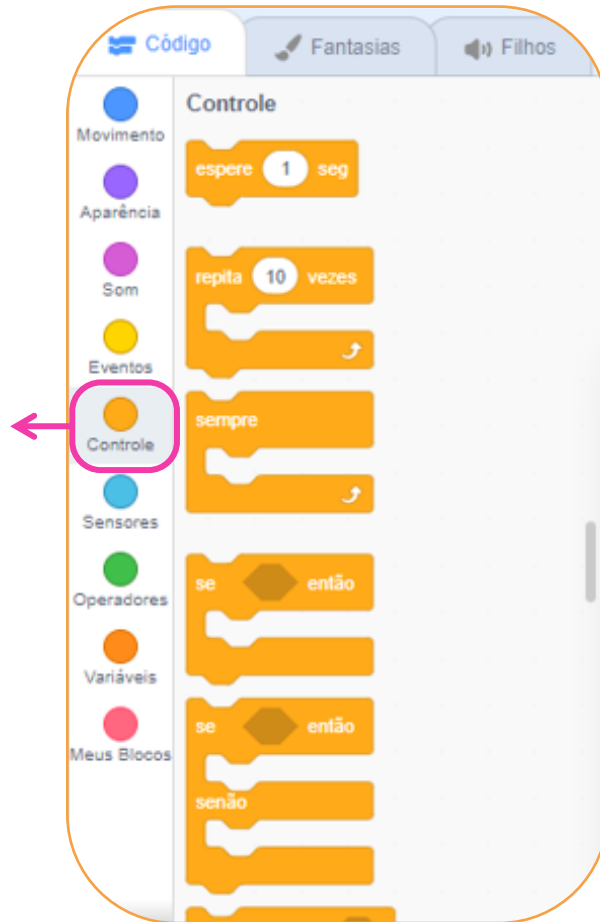 Código
Fantasias
Filhos
Movimento
Aparência
Som
Eventos
Controle
Sensores
Operadores
Variáveis
Meus Blocos
Controle
espere 1 seg
repita 10 vezes
sempre
se então
se então
senão